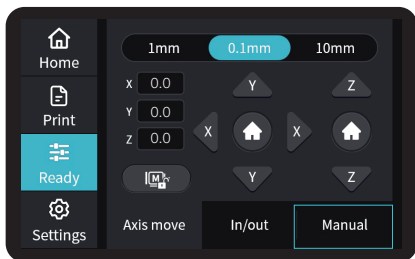 Home
Print
Ready
Settings
1mm 0.1mm 10mm
X 0.0
Y 0.0
Z 0.0
M
Y
X X
Y
Z
Z
Axis move In/out Manual